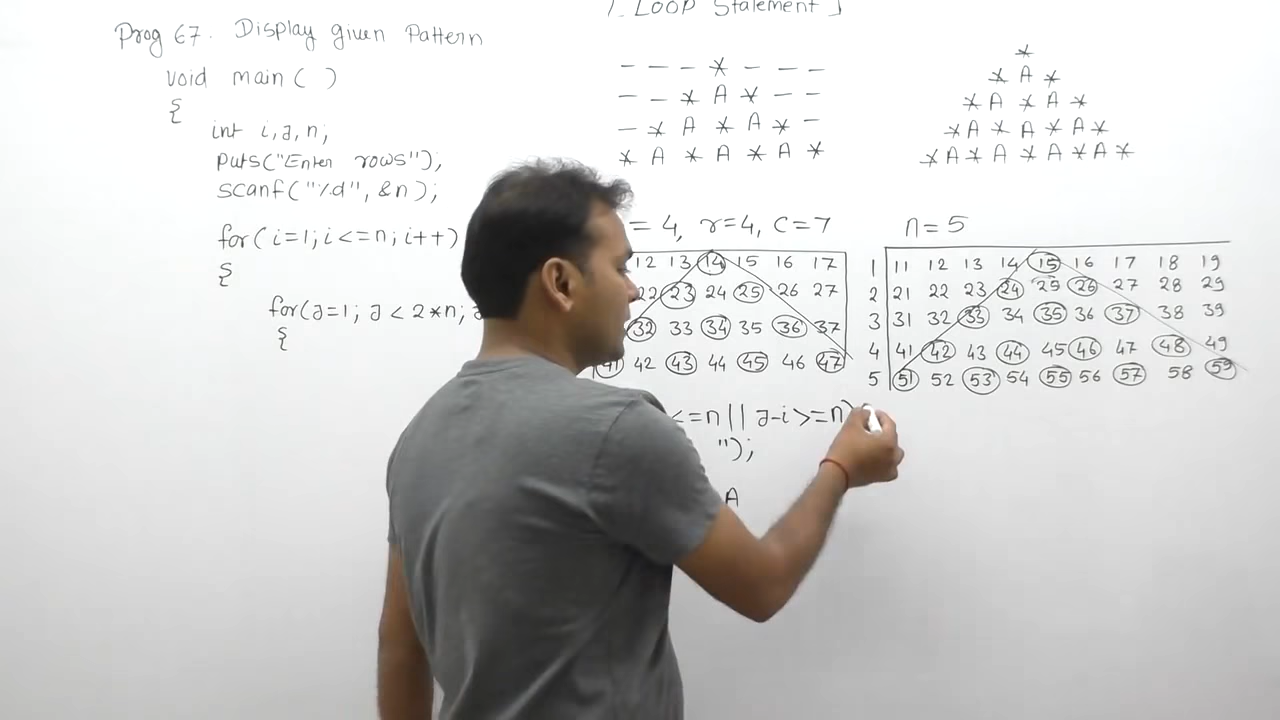 [ LOOP Statement ]
Prog 67. Display given Pattern
void main( )
{
int i,J,n;
puts("Enter rows");
scanf("%d", &n);
for( i=1; i<=n; i++)
{
for(J=1; J < 2*n;
{
- - - * - - -
- - * A * - -
- * A * A * -
* A * A * A *
*
* A *
* A * A *
* A * A * A *
* A * A * A * A *
= 4, r=4, c=7
12 13 14 15 16 17
22 23 24 25 26 27
32 33 34 35 36 37
41 42 43 44 45 46 47
n=5
1 11 12 13 14 15 16 17 18 19
2 21 22 23 24 25 26 27 28 29
3 31 32 33 34 35 36 37 38 39
4 41 42 43 44 45 46 47 48 49
5 51 52 53 54 55 56 57 58 59
<=n || J-i >=n)
");
A